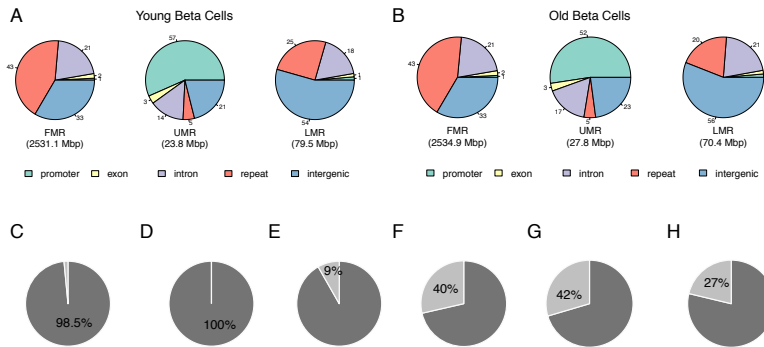 A
Young Beta Cells
B
Old Beta Cells
57
52
43
21
2
1
33
3
14
5
21
25
18
1
1
54
43
21
2
1
33
3
17
5
23
20
21
56
FMR
(2531.1 Mbp)
UMR
(23.8 Mbp)
LMR
(79.5 Mbp)
FMR
(2534.9 Mbp)
UMR
(27.8 Mbp)
LMR
(70.4 Mbp)
promoter exon intron repeat intergenic
promoter exon intron repeat intergenic
C D E F G H
98.5%
100%
9%
40%
42%
27%